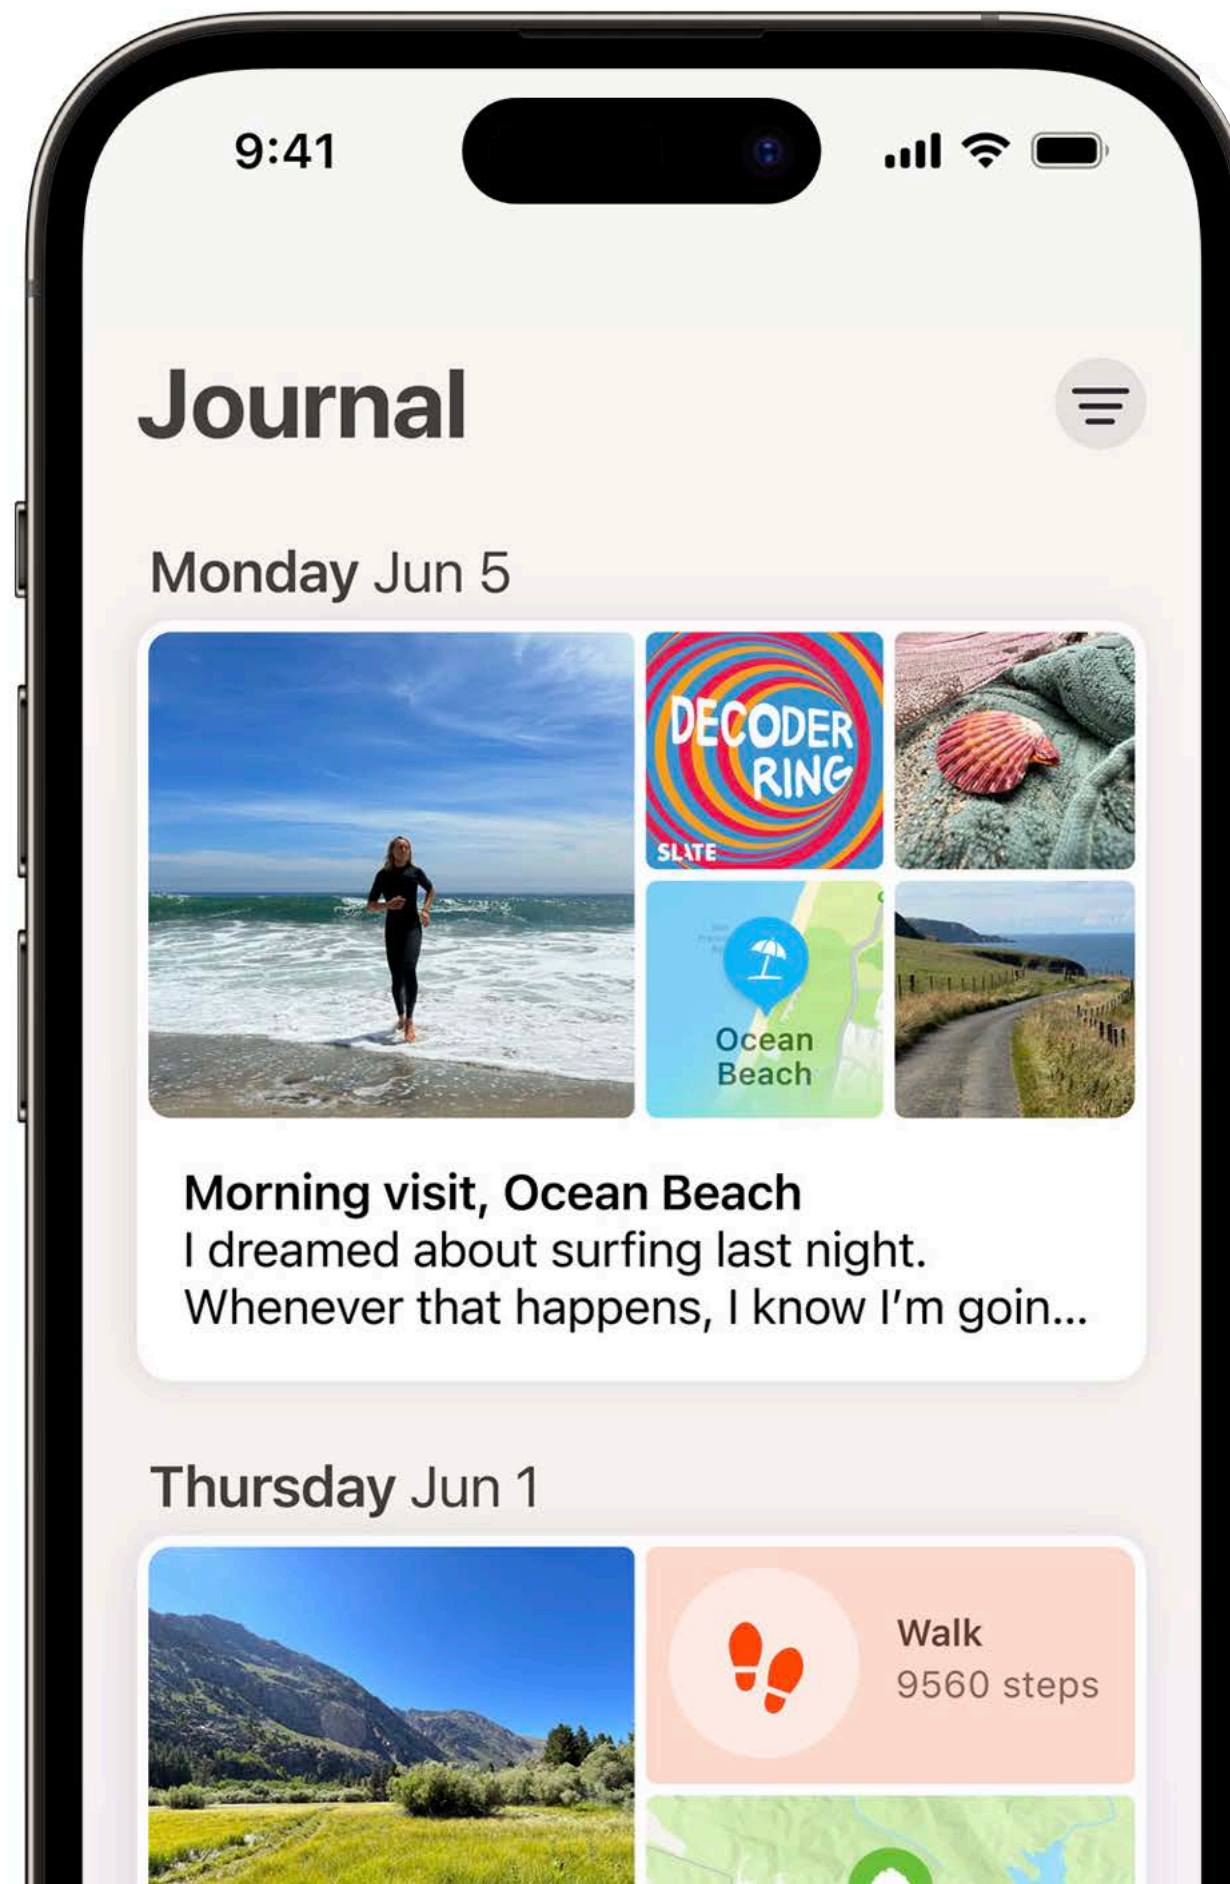 9:41
Journal
Monday Jun 5
DECODER
RING
SLATE
Ocean
Beach
Morning visit, Ocean Beach
I dreamed about surfing last night.
Whenever that happens, I know I’m goin...
Thursday Jun 1
Walk
9560 steps